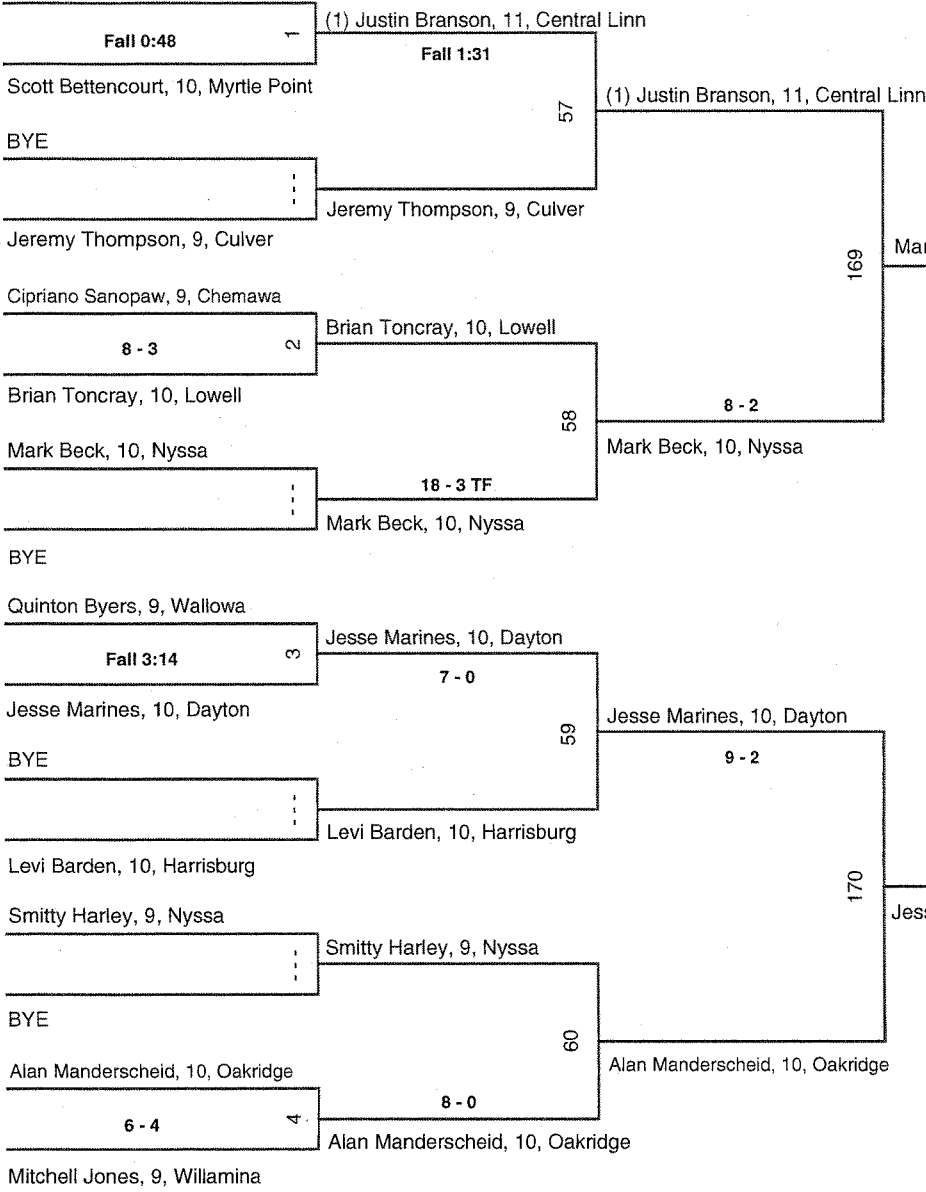 (1) Justin Branson, 11, Central Linn
Fall 0:48
1
Fall 1:31
Scott Bettencourt, 10, Myrtle Point
57
(1) Justin Branson, 11, Central Linn
BYE
Jeremy Thompson, 9, Culver
Jeremy Thompson, 9, Culver
169
Mar
Cipriano Sanopaw, 9, Chemawa
Brian Toncray, 10, Lowell
8 - 3
2
Brian Toncray, 10, Lowell
58
8 - 2
Mark Beck, 10, Nyssa
Mark Beck, 10, Nyssa
18 - 3 TF
Mark Beck, 10, Nyssa
BYE
Quinton Byers, 9, Wallowa
Jesse Marines, 10, Dayton
Fall 3:14
3
7 - 0
Jesse Marines, 10, Dayton
59
Jesse Marines, 10, Dayton
9 - 2
BYE
Levi Barden, 10, Harrisburg
Levi Barden, 10, Harrisburg
170
Jess
Smitty Harley, 9, Nyssa
Smitty Harley, 9, Nyssa
BYE
60
Alan Manderscheid, 10, Oakridge
Alan Manderscheid, 10, Oakridge
8 - 0
6 - 4
4
Alan Manderscheid, 10, Oakridge
Mitchell Jones, 9, Willamina